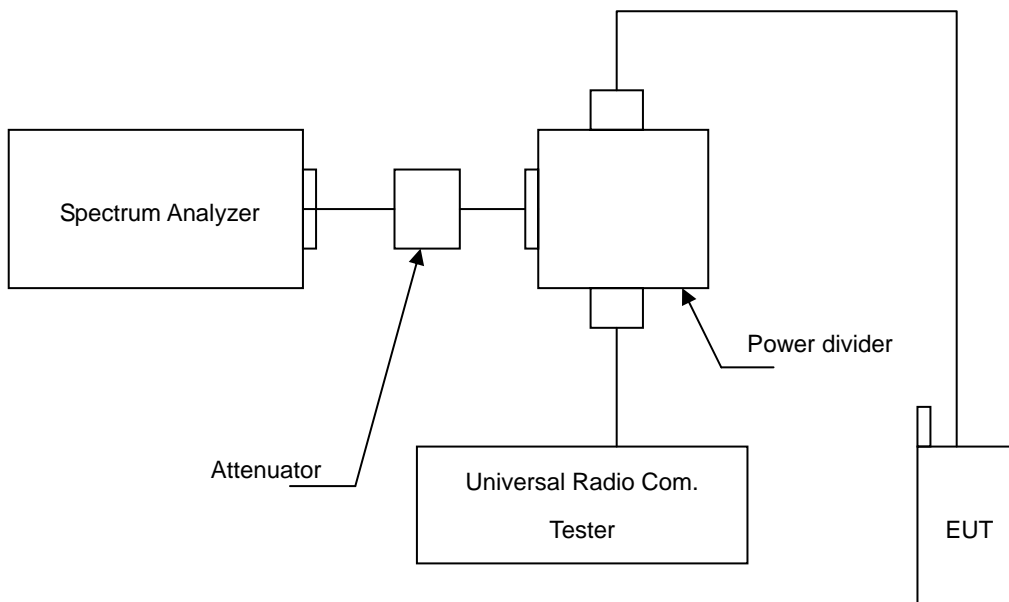 Spectrum Analyzer
Power divider
Attenuator
Universal Radio Com.
Tester
EUT